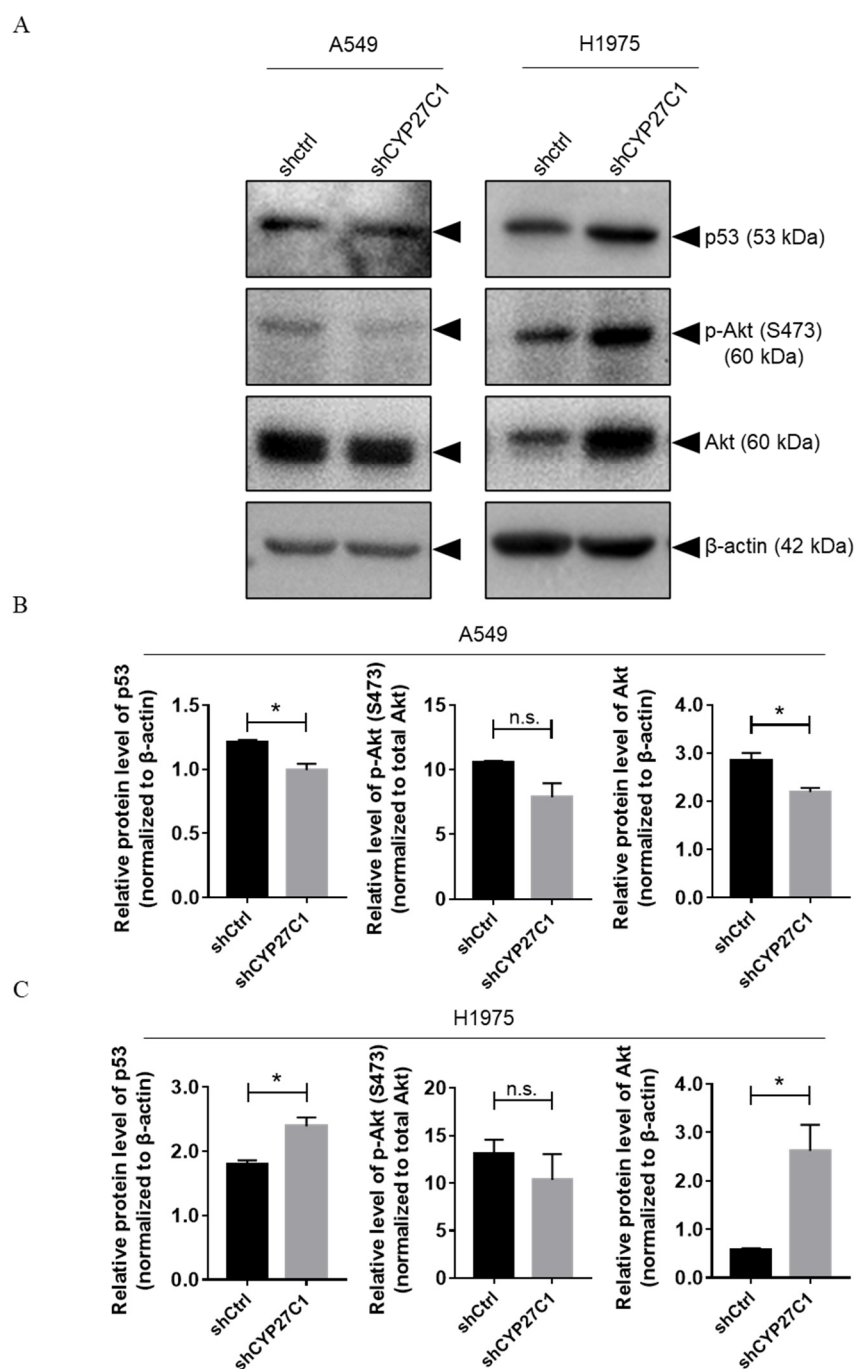 A
A549
H1975
shctrl
shCYP27C1
shctrl
shCYP27C1
p53 (53 kDa)
p-Akt (S473)
(60 kDa)
Akt (60 kDa)
β-actin (42 kDa)
B
A549
Relative protein level of p53
(normalized to β-actin)
1.5
1.0
0.5
0.0
*
shCtrl
shCYP27C1
Relative level of p-Akt (S473)
(normalized to total Akt)
15
10
5
0
n.s.
shCtrl
shCYP27C1
Relative protein level of Akt
(normalized to β-actin)
4.0
3.0
2.0
1.0
0.0
*
shCtrl
shCYP27C1
C
H1975
Relative protein level of p53
(normalized to β-actin)
3.0
2.0
1.0
0.0
*
shCtrl
shCYP27C1
Relative level of p-Akt (S473)
(normalized to total Akt)
20
15
10
5
0
n.s.
shCtrl
shCYP27C1
Relative protein level of Akt
(normalized to β-actin)
4.0
3.0
2.0
1.0
0.0
*
shCtrl
shCYP27C1